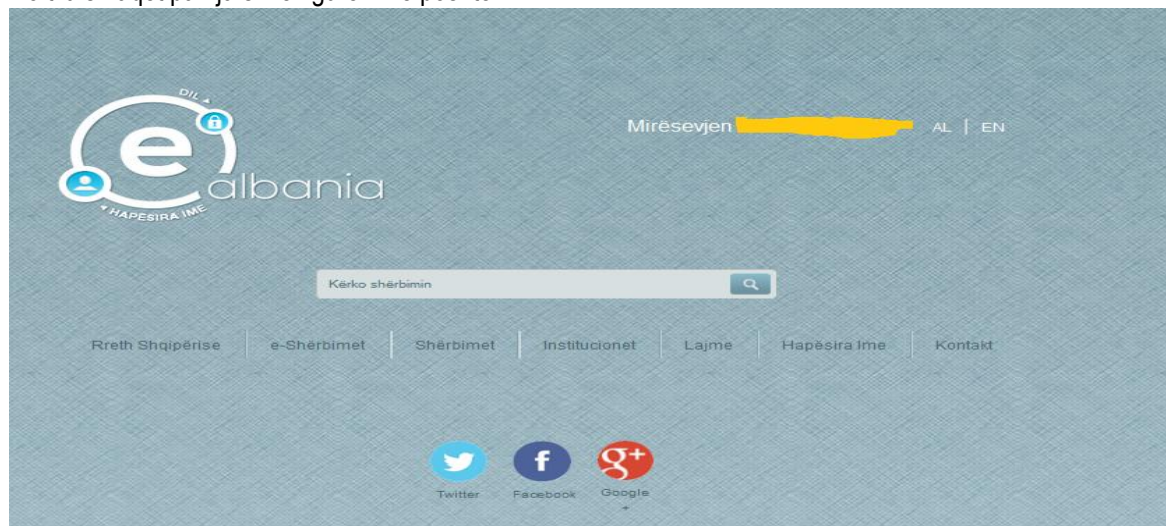 DIL
Mirësevjen AL | EN
e albania
HAPËSIRA IME
Kërko shërbimin
Rreth Shqipërise e-Shërbimet Shërbimet Institucionet Lajme Hapësira Ime Kontakt
Twitter Facebook Google
+